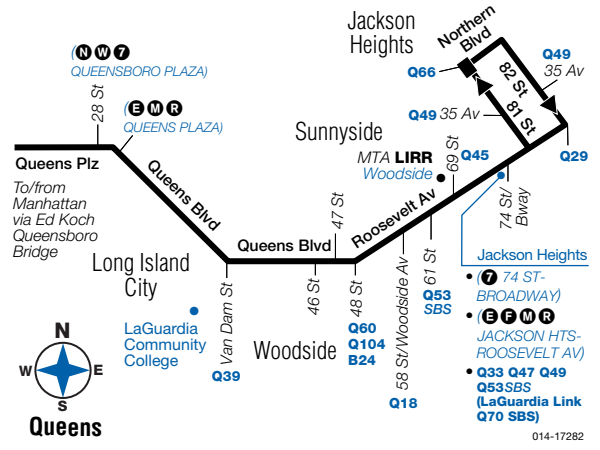 Jackson
Heights
Northern
Blvd
Q66
Q49
35 Av
82 St
81 St
Q49 35 Av
Q29
(N W 7
QUEENSBORO PLAZA)
28 St
(E M R
QUEENS PLAZA)
Sunnyside
MTA LIRR
Woodside
69 St
Q45
Queens Plz
To/from
Manhattan
via Ed Koch
Queensboro
Bridge
Queens Blvd
47 St
Roosevelt Av
74 St/
Bway
Queens Blvd
Long Island
City
LaGuardia
Community
College
Van Dam St
Q39
46 St
Woodside
48 St
Q60
Q104
B24
58 St/Woodside Av
Q18
61 St
Q53
SBS
Jackson Heights
• (7 74 ST-
BROADWAY)
• (E F M R
JACKSON HTS-
ROOSEVELT AV)
• Q33 Q47 Q49
Q53SBS
(LaGuardia Link
Q70 SBS)
N
W E
S
Queens
014-17282